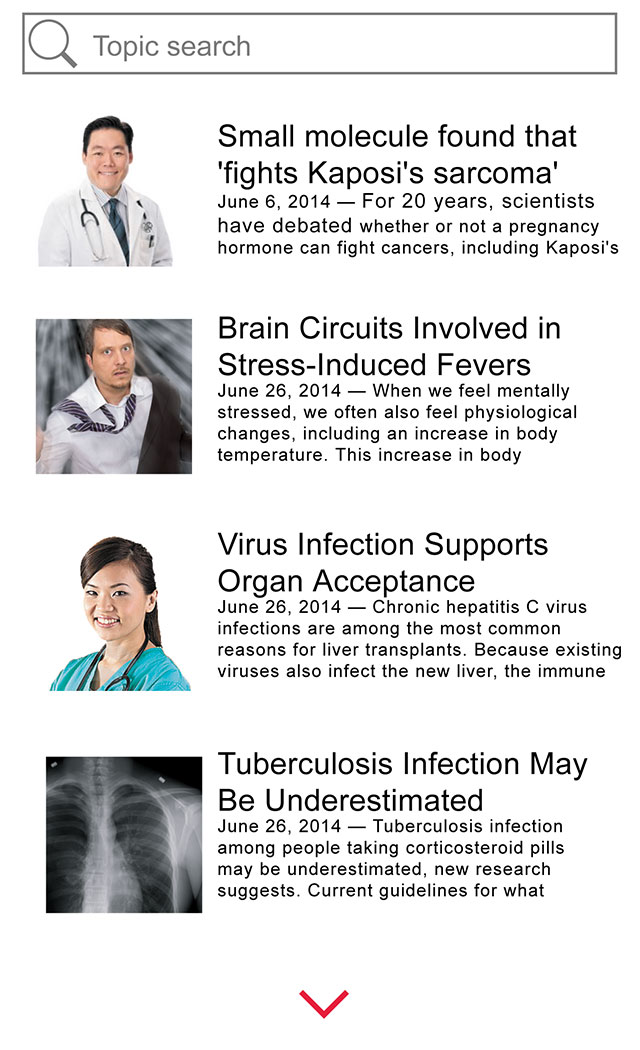 Topic search
Small molecule found that
'fights Kaposi's sarcoma'
June 6, 2014 — For 20 years, scientists
have debated whether or not a pregnancy
hormone can fight cancers, including Kaposi's
Brain Circuits Involved in
Stress-Induced Fevers
June 26, 2014 — When we feel mentally
stressed, we often also feel physiological
changes, including an increase in body
temperature. This increase in body
Virus Infection Supports
Organ Acceptance
June 26, 2014 — Chronic hepatitis C virus
infections are among the most common
reasons for liver transplants. Because existing
viruses also infect the new liver, the immune
Tuberculosis Infection May
Be Underestimated
June 26, 2014 — Tuberculosis infection
among people taking corticosteroid pills
may be underestimated, new research
suggests. Current guidelines for what